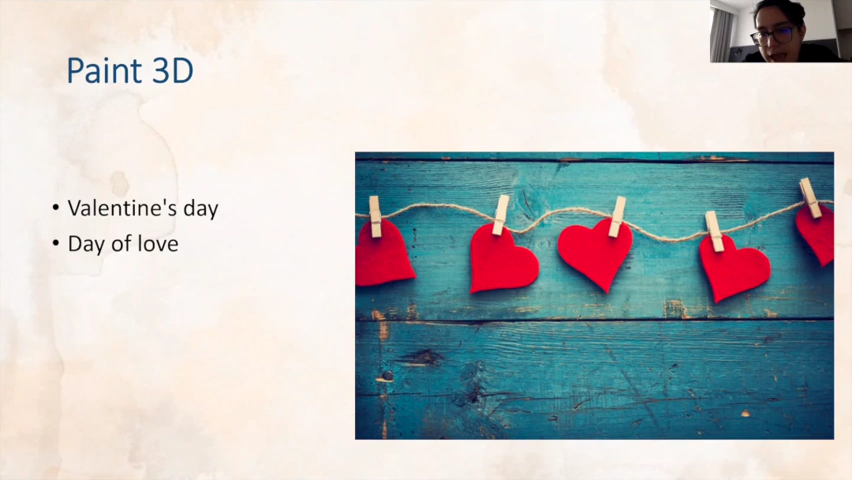 Paint 3D
• Valentine's day
• Day of love